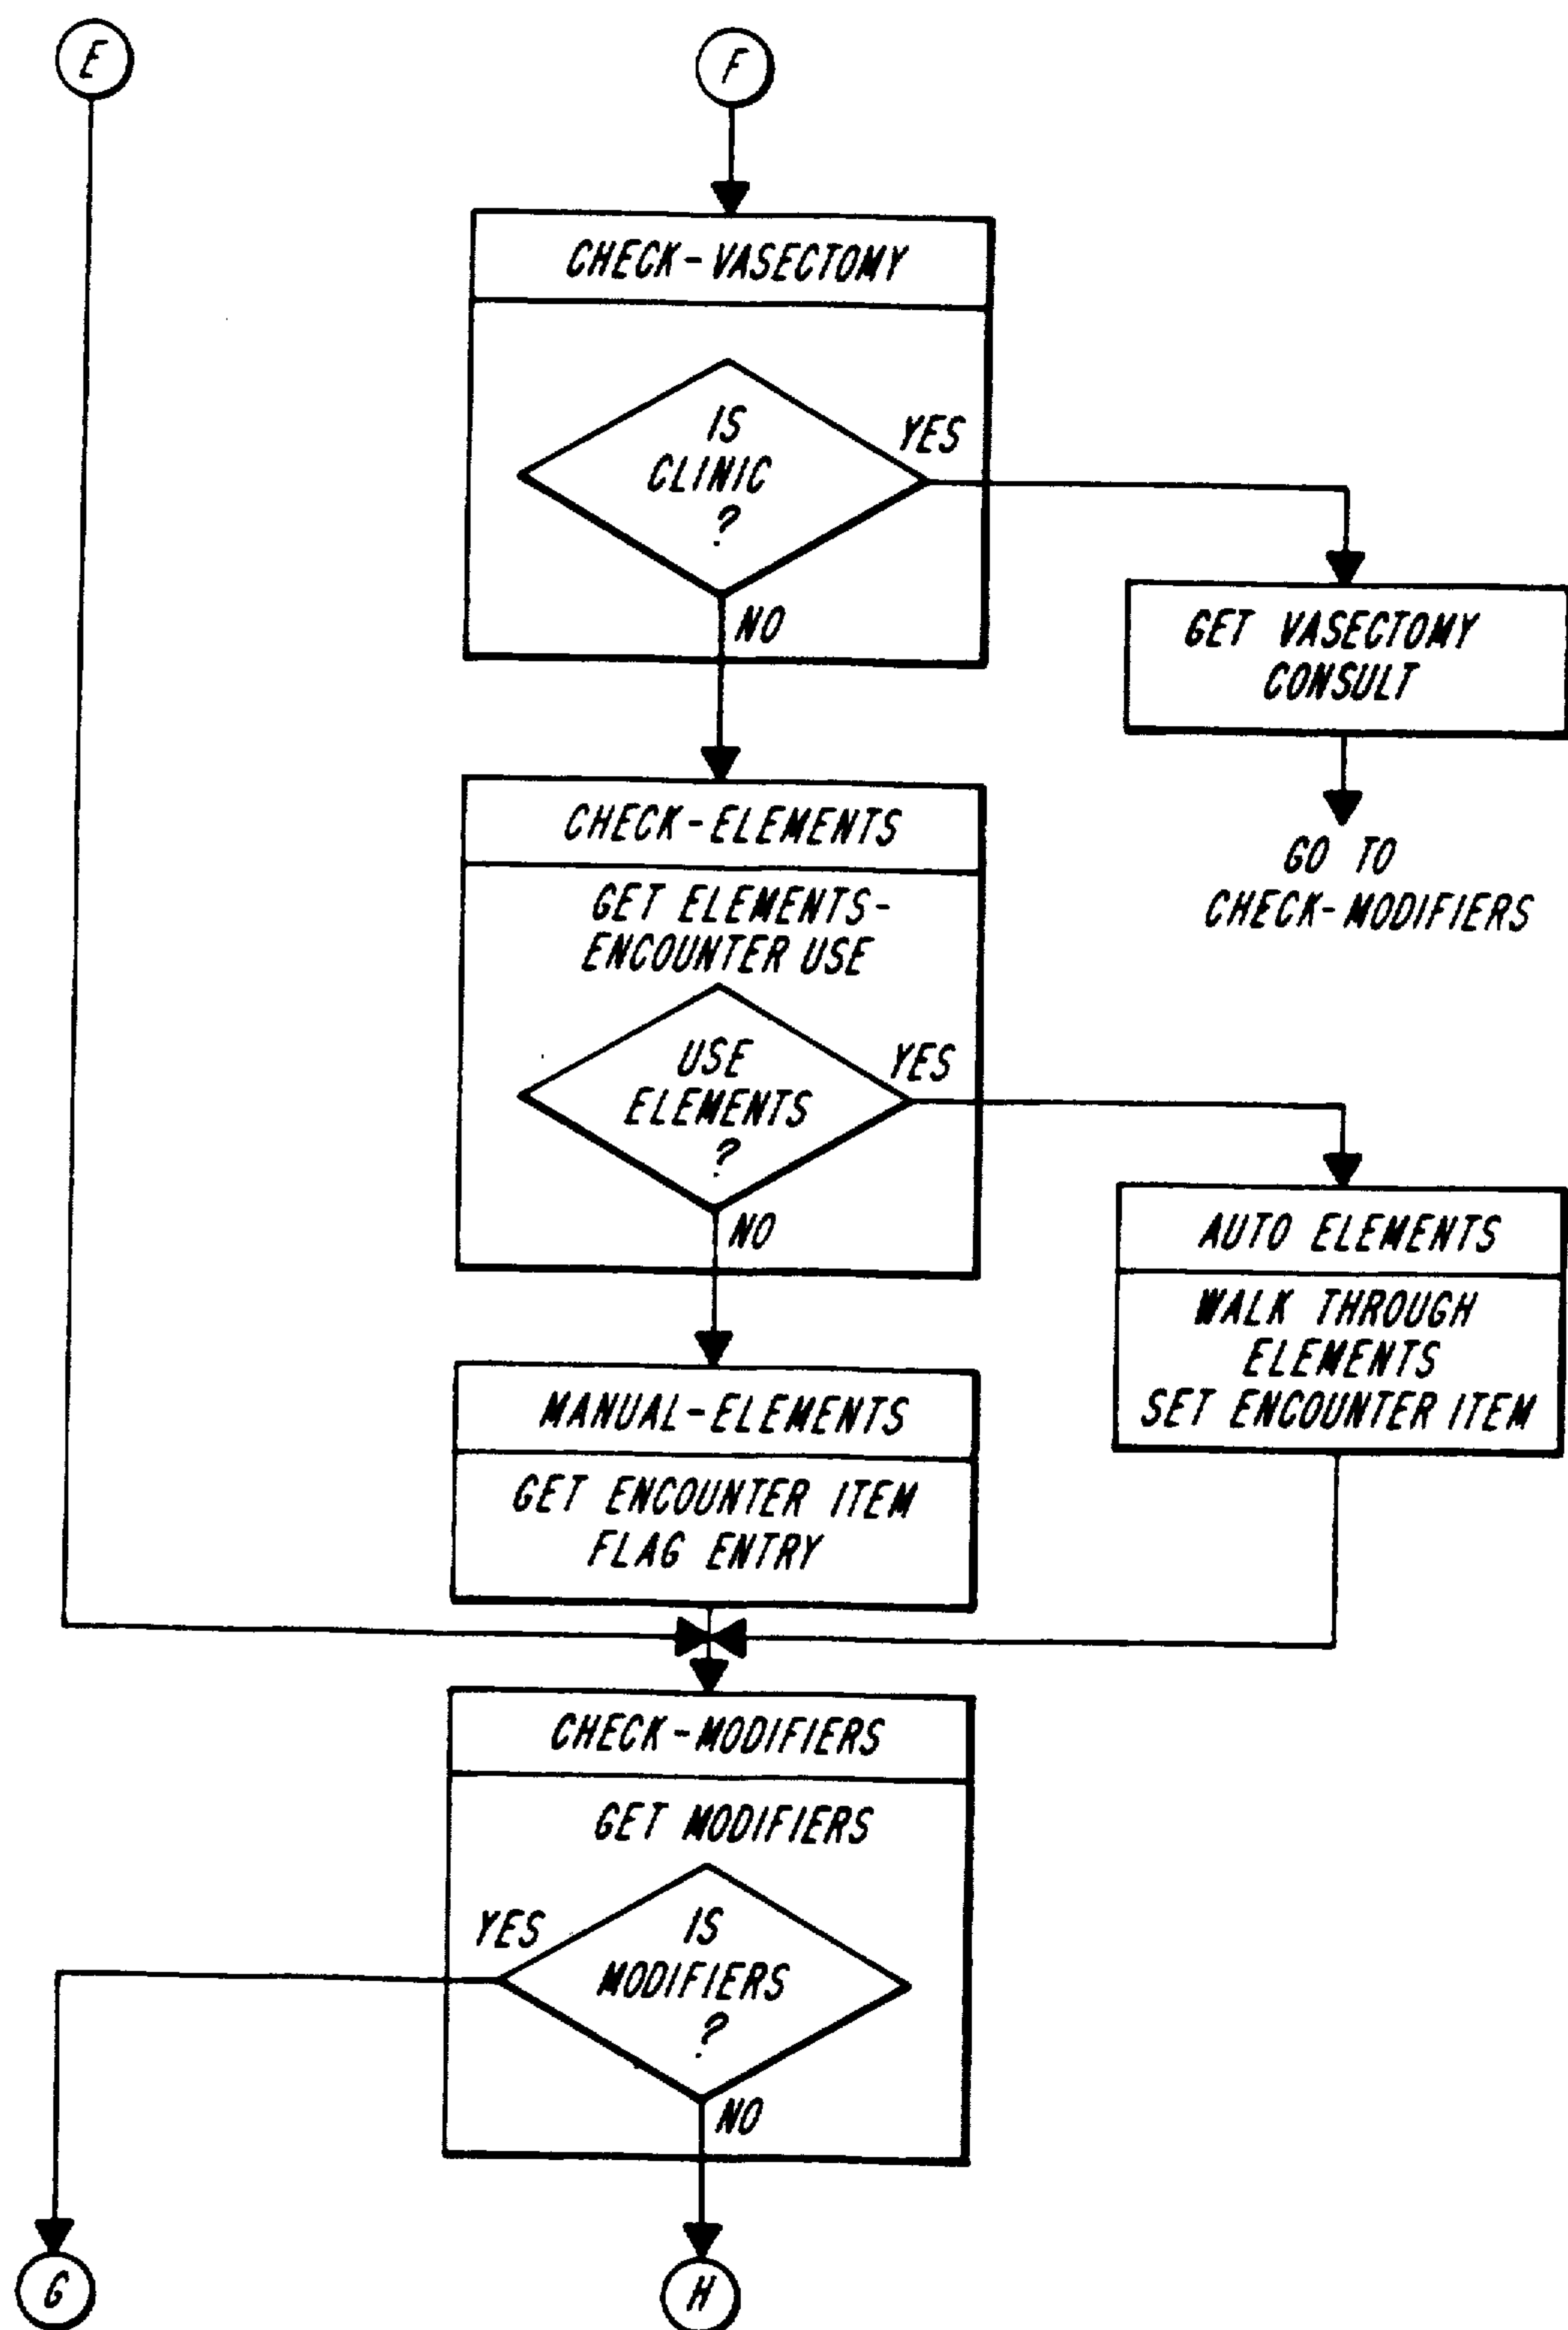 E
F
CHECK-VASECTOMY
IS
CLINIC
?
YES
NO
GET VASECTOMY
CONSULT
GO TO
CHECK-MODIFIERS
CHECK-ELEMENTS
GET ELEMENTS-
ENCOUNTER USE
USE
ELEMENTS
?
YES
NO
AUTO ELEMENTS
WALK THROUGH
ELEMENTS
SET ENCOUNTER ITEM
MANUAL-ELEMENTS
GET ENCOUNTER ITEM
FLAG ENTRY
CHECK-MODIFIERS
GET MODIFIERS
YES
IS
MODIFIERS
?
NO
G
H